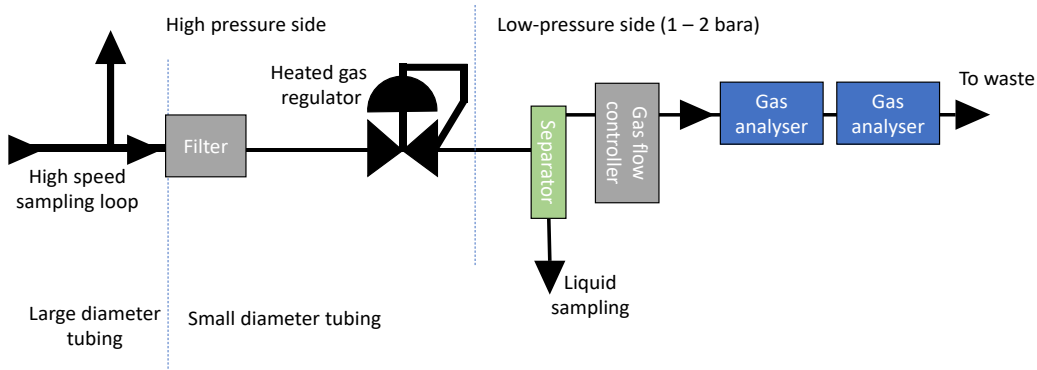 High pressure side
Low-pressure side (1 – 2 bara)
Heated gas
regulator
To waste
Filter
Separator
Gas flow
controller
Gas
analyser
Gas
analyser
High speed
sampling loop
Liquid
sampling
Large diameter
tubing
Small diameter tubing